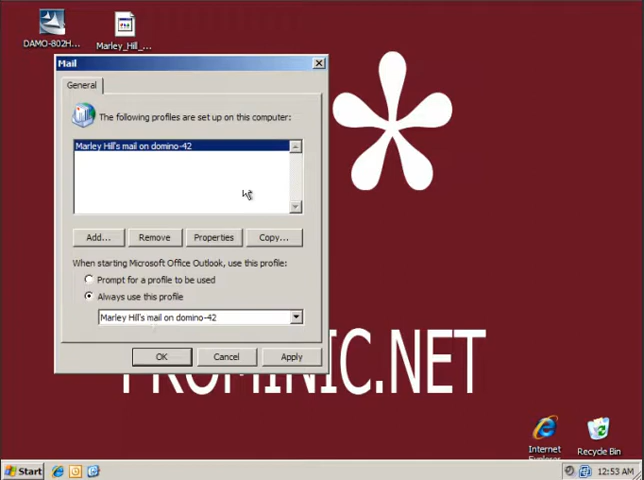 DAMO-802H...
Marley_Hill_...
Mail
General
The following profiles are set up on this computer:
Marley Hill's mail on domino-42
Add...
Remove
Properties
Copy...
When starting Microsoft Office Outlook, use this profile:
Prompt for a profile to be used
Always use this profile
Marley Hill's mail on domino-42
OK
Cancel
Apply
PROMINIC.NET
Internet
Explorer
Recycle Bin
Start
12:53 AM